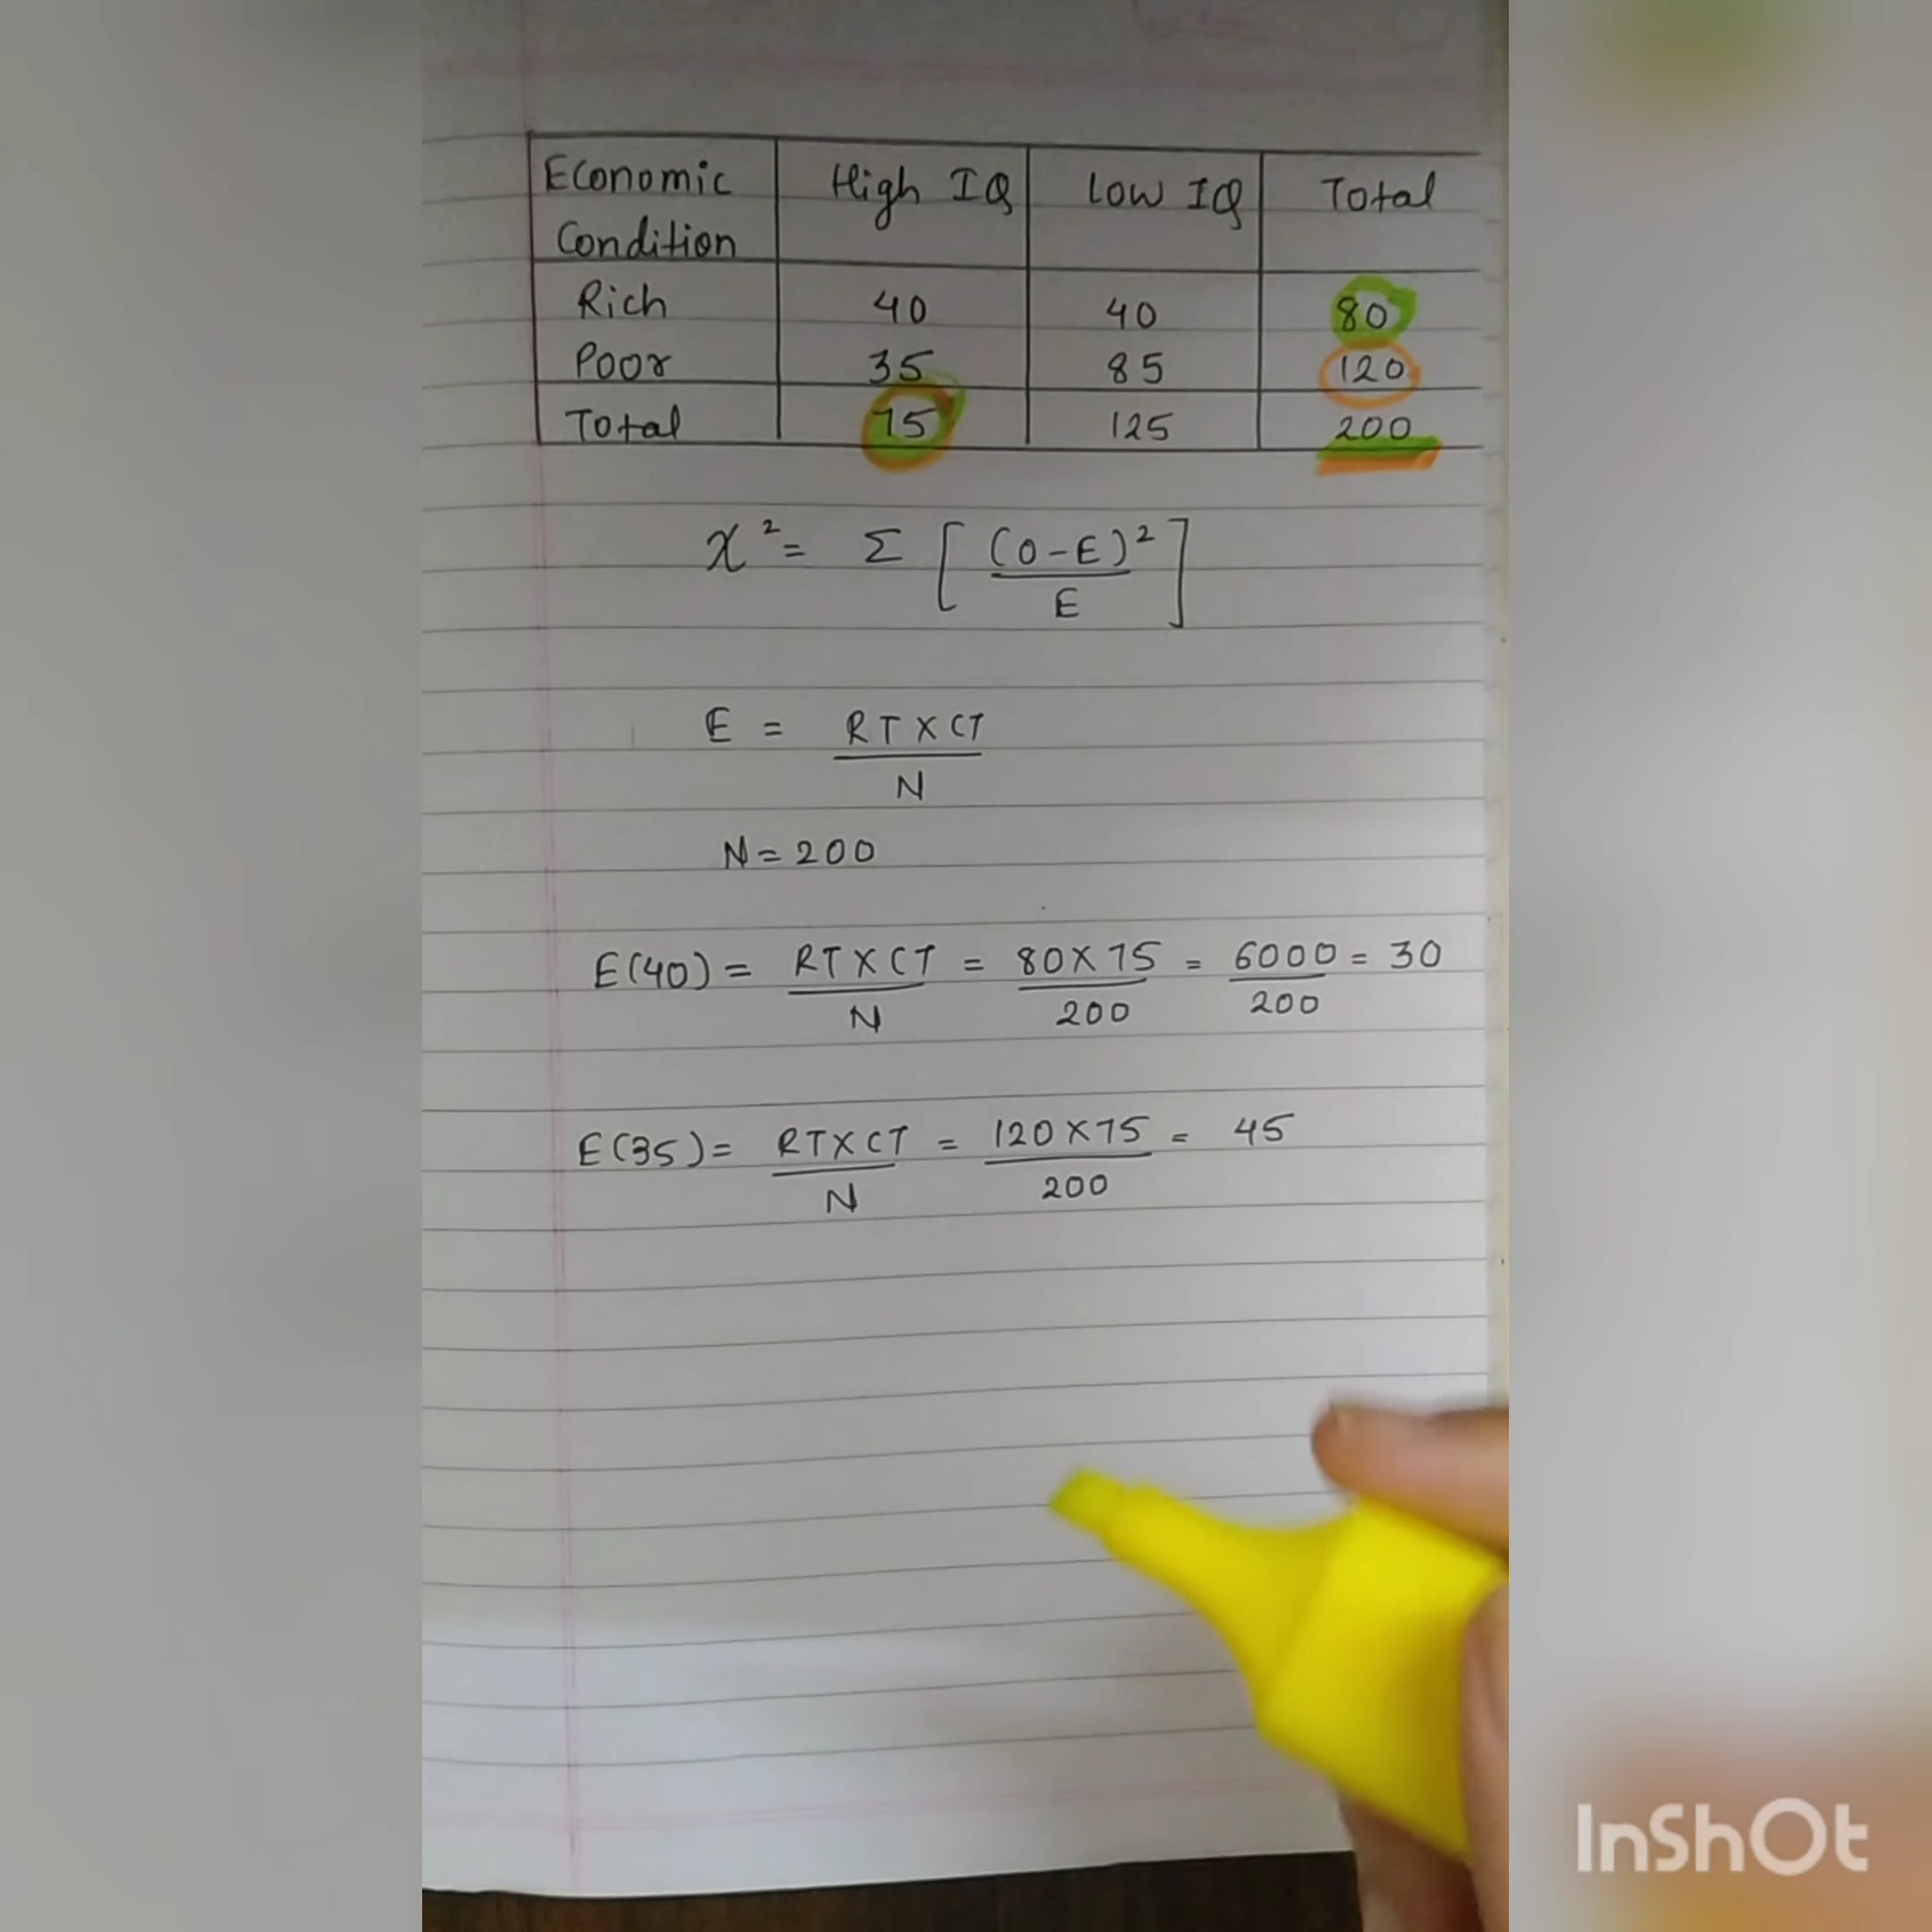 Economic Condition High IQ Low IQ Total
Rich 40 40 80
Poor 35 85 120
Total 75 125 200
χ² = Σ [ (O-E)² / E ]
E = RT X CT / N
N = 200
E(40) = RT X CT / N = 80 X 75 / 200 = 6000 / 200 = 30
E(35) = RT X CT / N = 120 X 75 / 200 = 45
InShOt